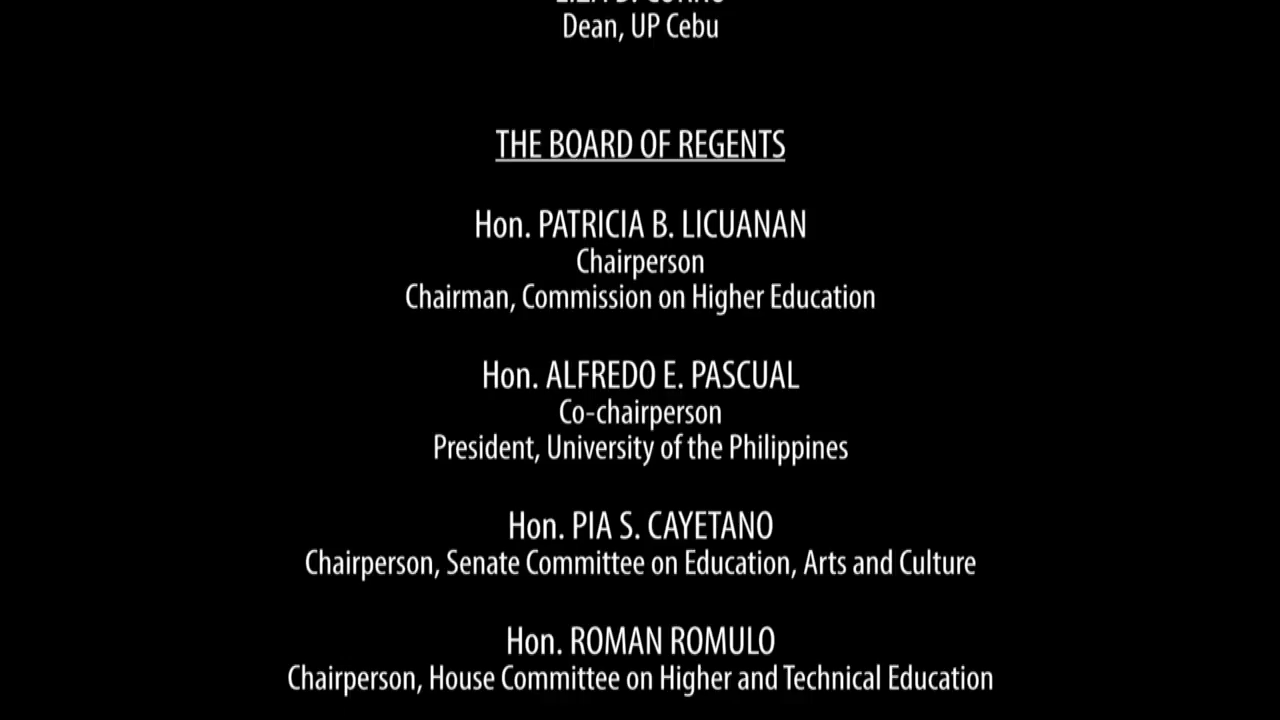 Dean, UP Cebu
THE BOARD OF REGENTS
Hon. PATRICIA B. LICUANAN
Chairperson
Chairman, Commission on Higher Education
Hon. ALFREDO E. PASCUAL
Co-chairperson
President, University of the Philippines
Hon. PIA S. CAYETANO
Chairperson, Senate Committee on Education, Arts and Culture
Hon. ROMAN ROMULO
Chairperson, House Committee on Higher and Technical Education